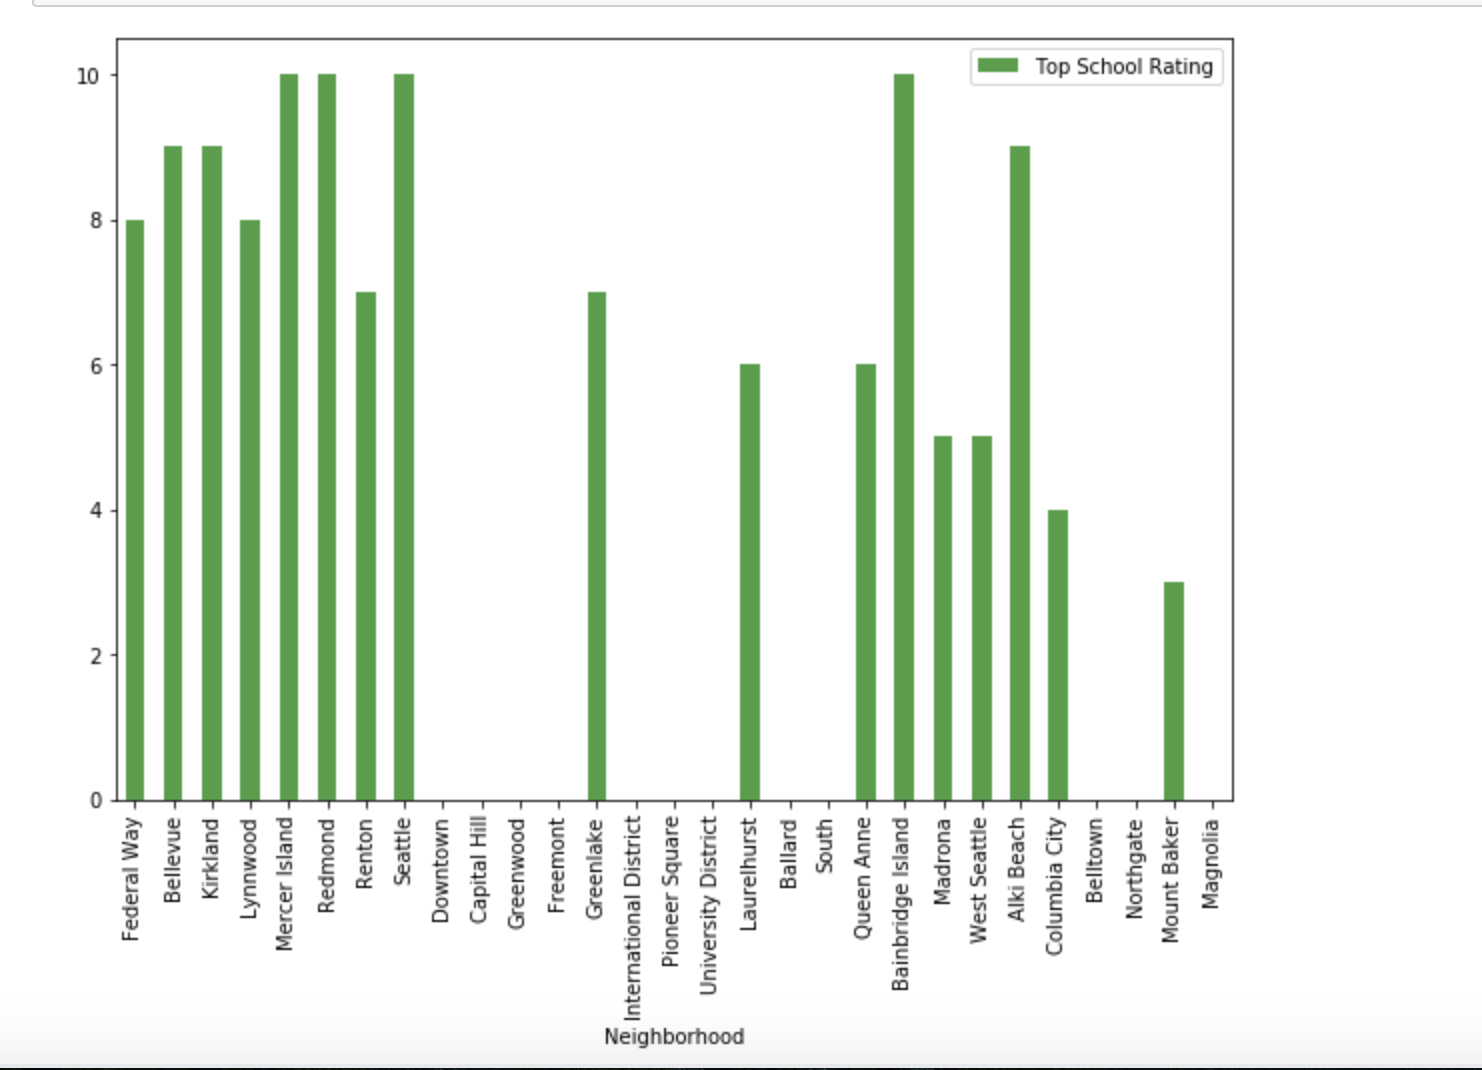 Top School Rating
10
8
6
4
2
0
Federal Way
Bellevue
Kirkland
Lynnwood
Mercer Island
Redmond
Renton
Seattle
Downtown
Capital Hill
Greenwood
Freemont
Greenlake
International District
Pioneer Square
University District
Laurelhurst
Ballard
South
Queen Anne
Bainbridge Island
Madrona
West Seattle
Alki Beach
Columbia City
Belltown
Northgate
Mount Baker
Magnolia
Neighborhood